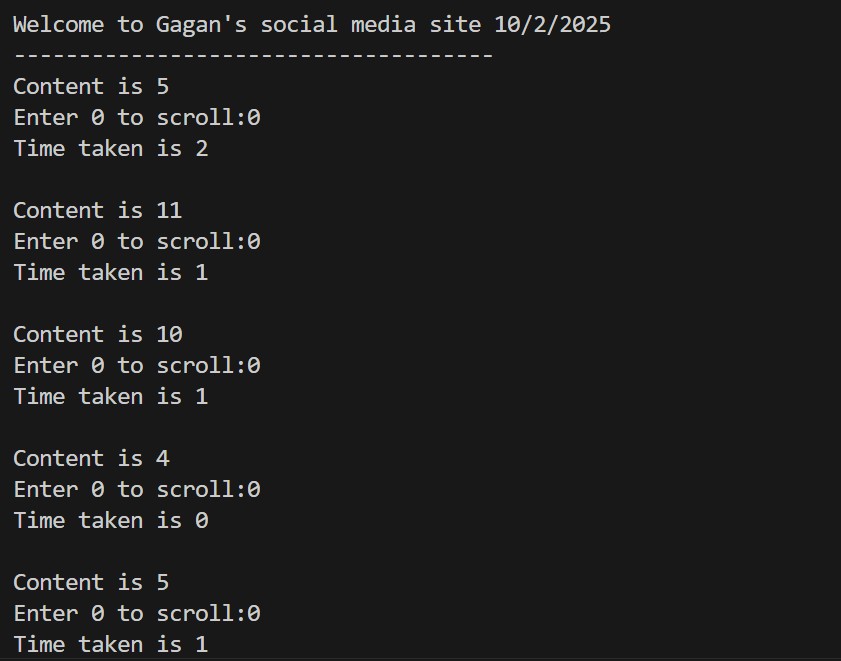 Welcome to Gagan's social media site 10/2/2025
-------------------------------------
Content is 5
Enter 0 to scroll:0
Time taken is 2
Content is 11
Enter 0 to scroll:0
Time taken is 1
Content is 10
Enter 0 to scroll:0
Time taken is 1
Content is 4
Enter 0 to scroll:0
Time taken is 0
Content is 5
Enter 0 to scroll:0
Time taken is 1